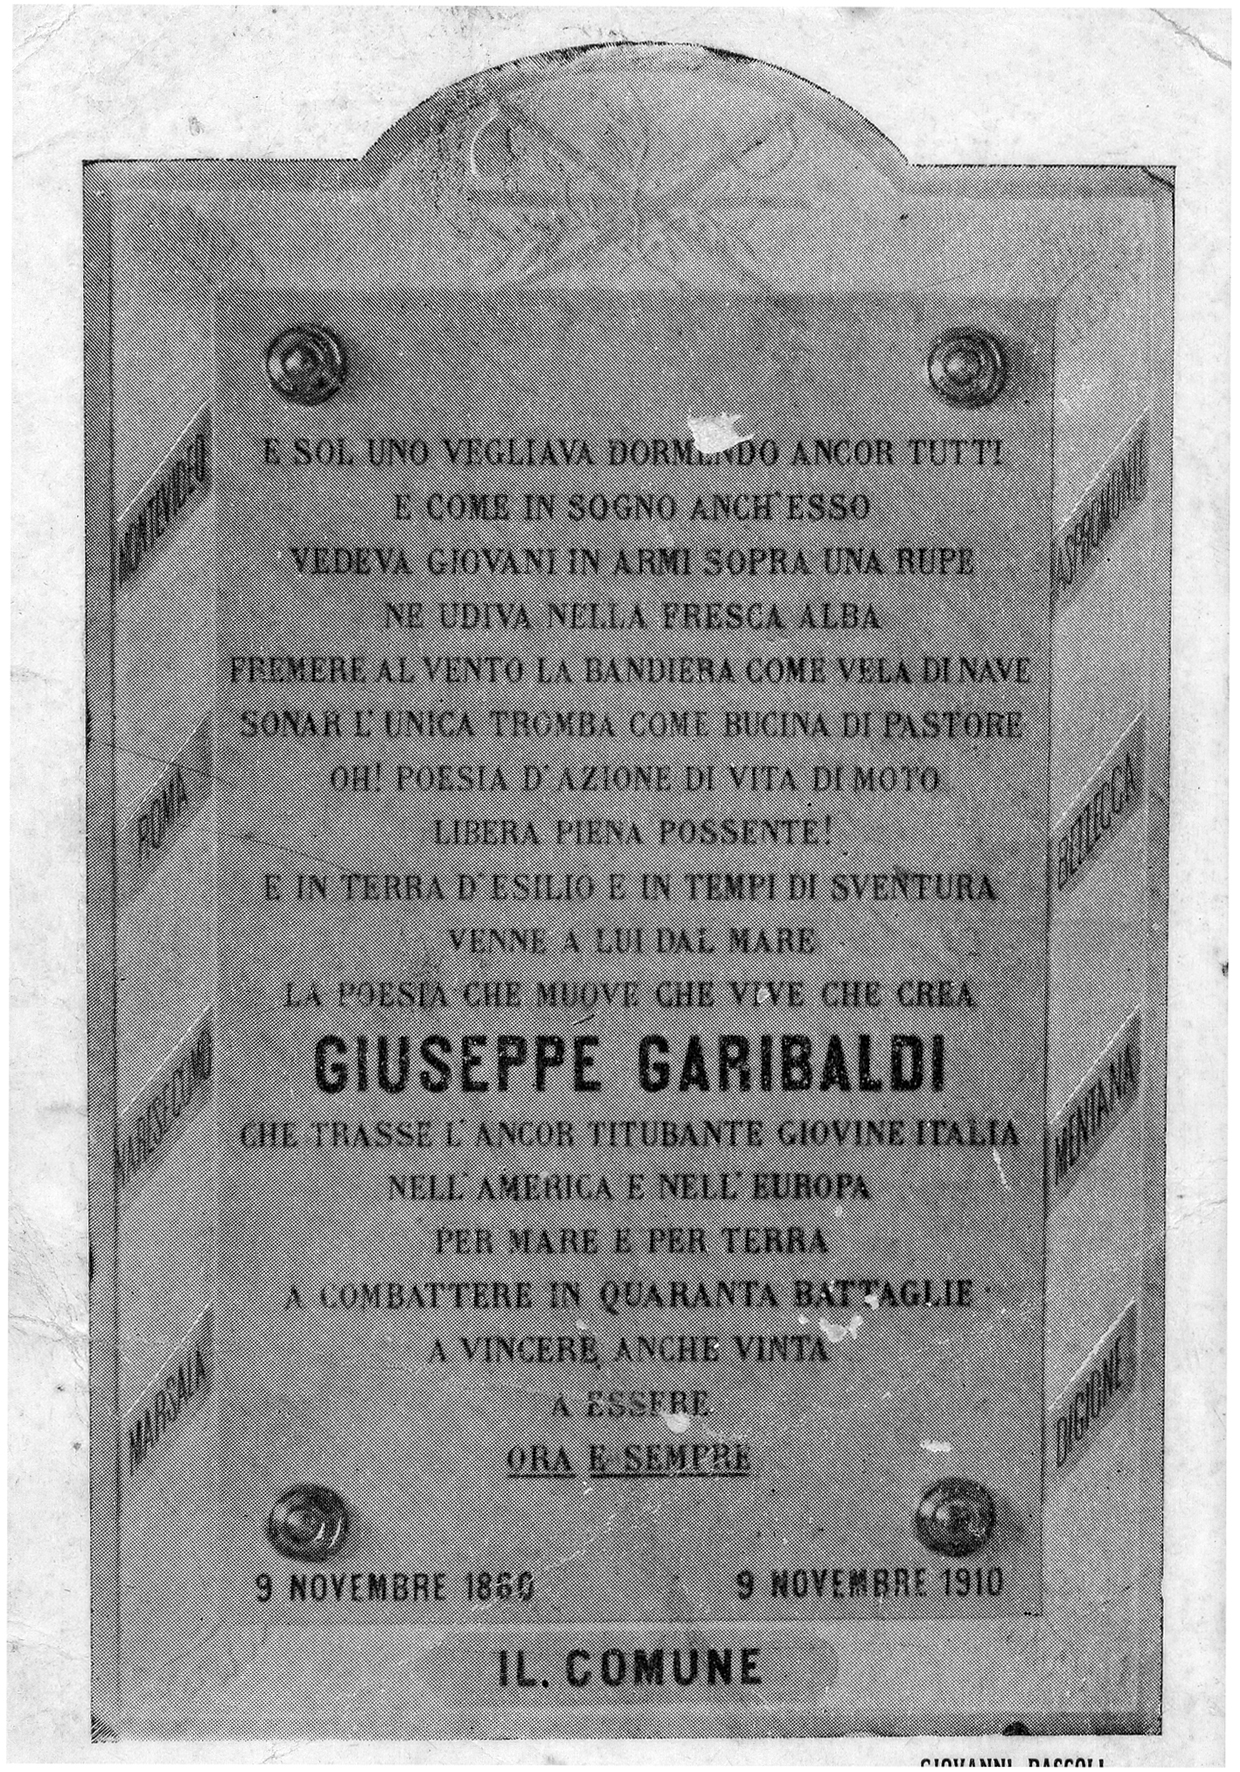 E SOL UNO VEGLIAVA DORMENDO ANCOR TUTTI
E COME IN SOGNO ANCH'ESSO
VEDEVA GIOVANI IN ARMI SOPRA UNA RUPE
NE UDIVA NELLA FRESCA ALBA
FREMERE AL VENTO LA BANDIERA COME VELA DI NAVE
SONAR L'UNICA TROMBA COME BUCINA DI PASTORE
OH! POESIA D'AZIONE DI VITA DI MOTO
LIBERA PIENA POSSENTE!
E IN TERRA D'ESILIO E IN TEMPI DI SVENTURA
VENNE A LUI DAL MARE
LA POESIA CHE MUOVE CHE VIVE CHE CREA
GIUSEPPE GARIBALDI
CHE TRASSE L'ANCOR TITUBANTE GIOVINE ITALIA
NELL'AMERICA E NELL'EUROPA
PER MARE E PER TERRA
A COMBATTERE IN QUARANTA BATTAGLIE
A VINCERE ANCHE VINTA
A ESSERE
ORA E SEMPRE
9 NOVEMBRE 1860 9 NOVEMBRE 1910
IL. COMUNE
MONTEVIDEO
ROMA
VARESE COMO
MARSALA
ASPROMONTE
BEZZECCA
MENTANA
DIGIONE
GIOVANNI PASCOLI